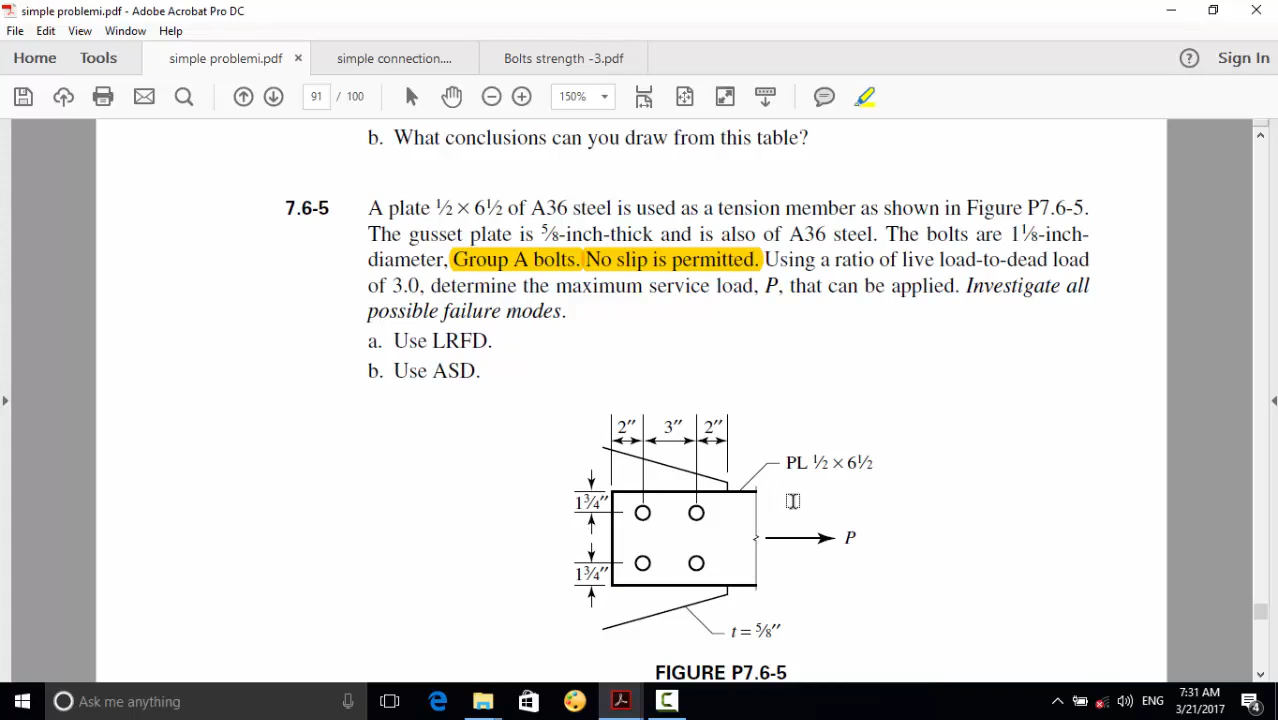 simple problemi.pdf - Adobe Acrobat Pro DC
File Edit View Window Help
Home Tools simple problemi.pdf × simple connection.... Bolts strength -3.pdf ? Sign In
91 / 100 150%
b. What conclusions can you draw from this table?
7.6-5 A plate ½ × 6½ of A36 steel is used as a tension member as shown in Figure P7.6-5.
The gusset plate is ⅝-inch-thick and is also of A36 steel. The bolts are 1⅛-inch-
diameter, Group A bolts. No slip is permitted. Using a ratio of live load-to-dead load
of 3.0, determine the maximum service load, P, that can be applied. Investigate all
possible failure modes.
a. Use LRFD.
b. Use ASD.
2″ 3″ 2″
PL ½ × 6½
1¾″
P
1¾″
t = ⅝″
FIGURE P7.6-5
Ask me anything
ENG
7:31 AM
3/21/2017
4